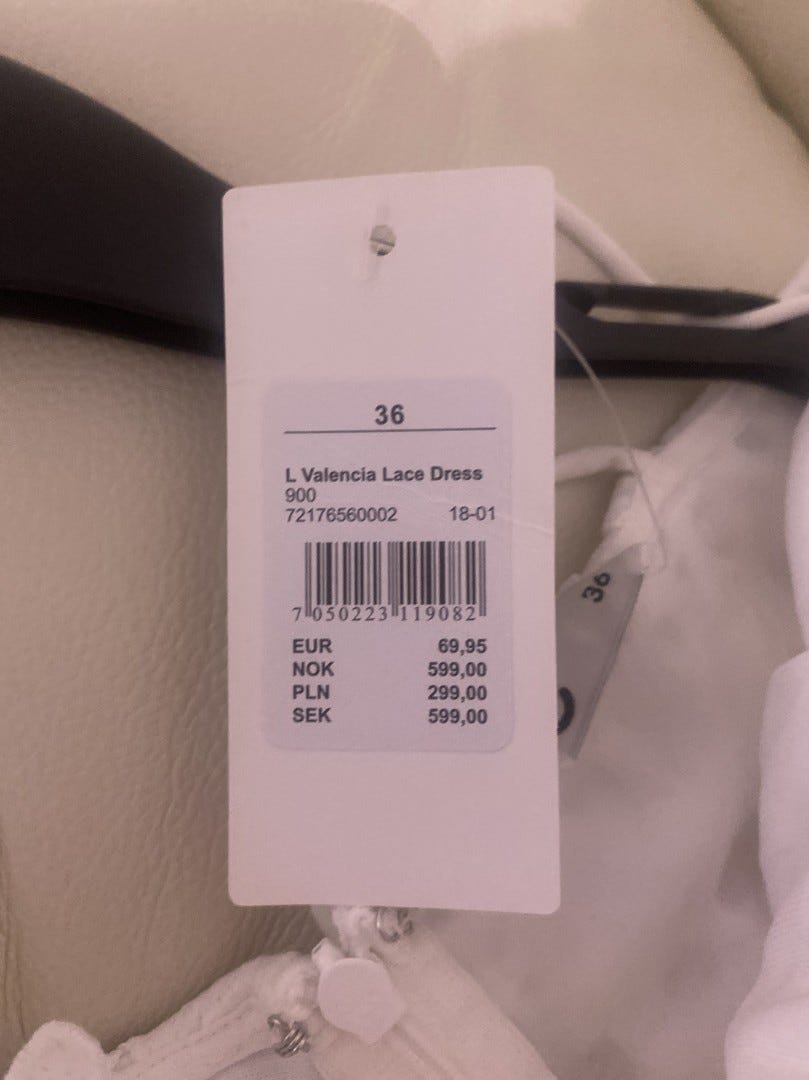 36
L Valencia Lace Dress
900
72176560002 18-01
7 050223 119082
EUR 69,95
NOK 599,00
PLN 299,00
SEK 599,00
36